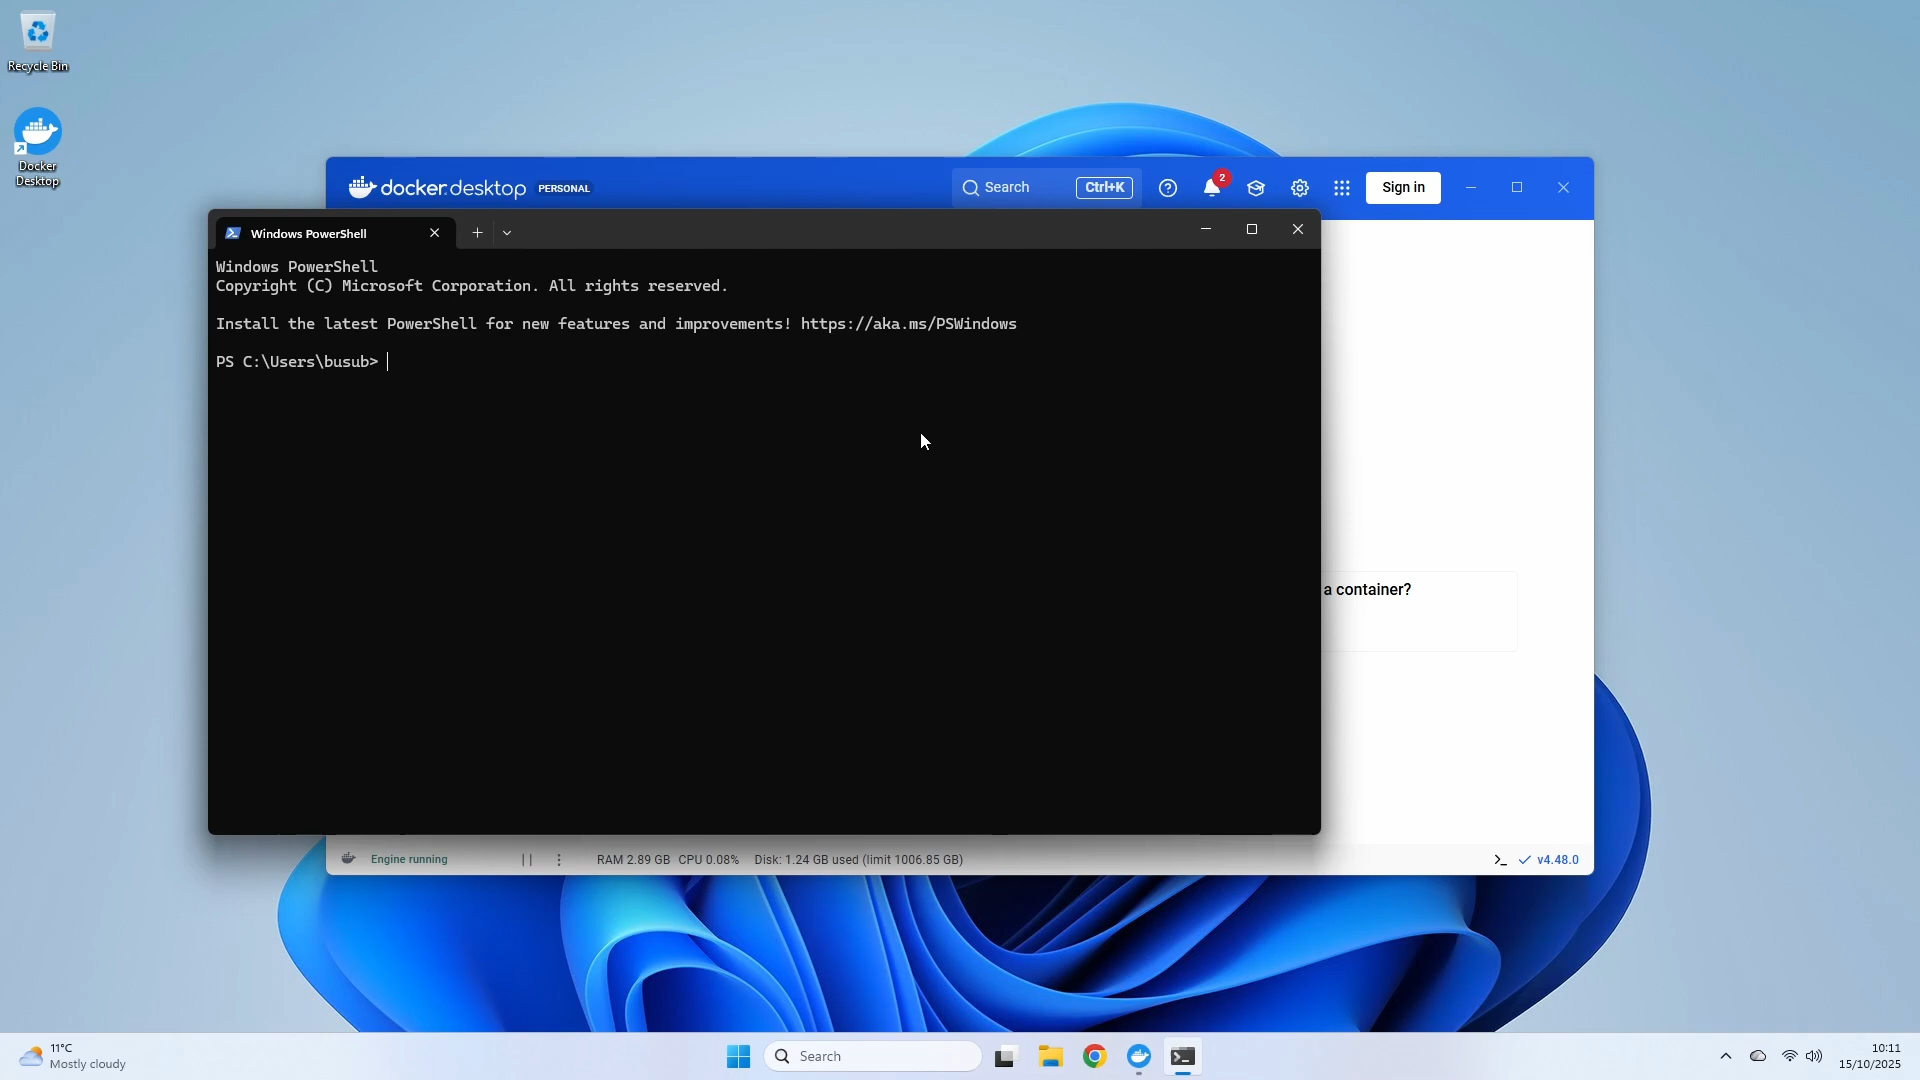 Recycle Bin
Docker
Desktop
docker.desktop PERSONAL
Search Ctrl+K
2
Sign in
Windows PowerShell
Windows PowerShell
Copyright (C) Microsoft Corporation. All rights reserved.
Install the latest PowerShell for new features and improvements! https://aka.ms/PSWindows
PS C:\Users\busub>
a container?
Engine running
RAM 2.89 GB CPU 0.08% Disk: 1.24 GB used (limit 1006.85 GB)
v4.48.0
11°C
Mostly cloudy
Search
10:11
15/10/2025